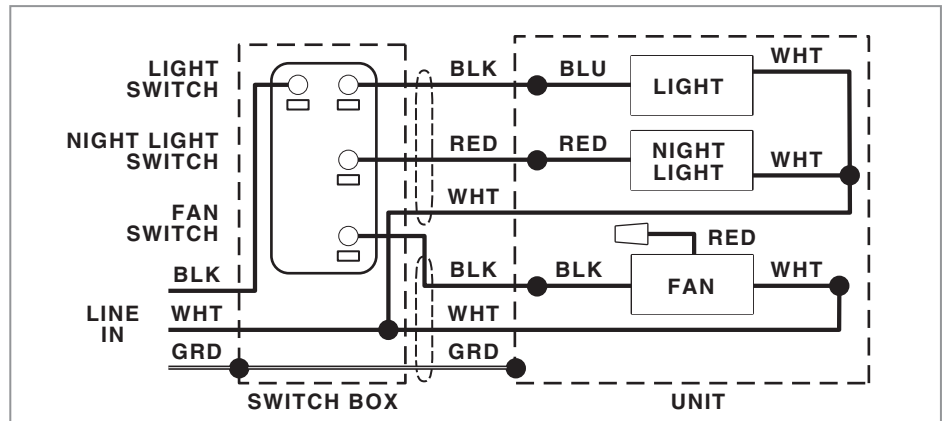 LIGHT
SWITCH
BLK
BLU
LIGHT
WHT
NIGHT LIGHT
SWITCH
RED
RED
NIGHT
LIGHT
WHT
WHT
FAN
SWITCH
RED
BLK
BLK
BLK
FAN
WHT
LINE
IN
WHT
WHT
GRD
GRD
SWITCH BOX
UNIT